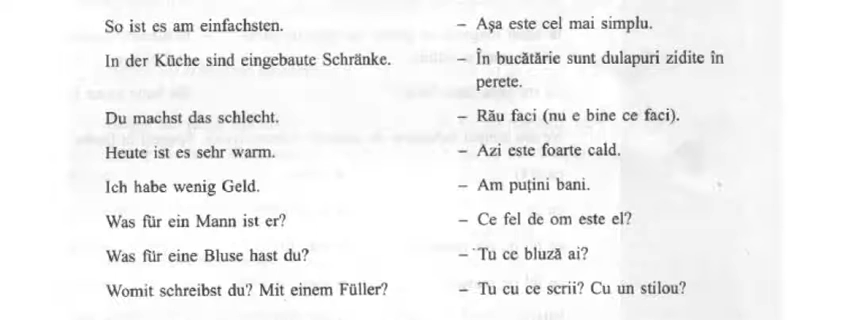 So ist es am einfachsten. – Aşa este cel mai simplu.
In der Küche sind eingebaute Schränke. – În bucătărie sunt dulapuri zidite în
perete.
Du machst das schlecht. – Rău faci (nu e bine ce faci).
Heute ist es sehr warm. – Azi este foarte cald.
Ich habe wenig Geld. – Am puţini bani.
Was für ein Mann ist er? – Ce fel de om este el?
Was für eine Bluse hast du? – Tu ce bluză ai?
Womit schreibst du? Mit einem Füller? – Tu cu ce scrii? Cu un stilou?